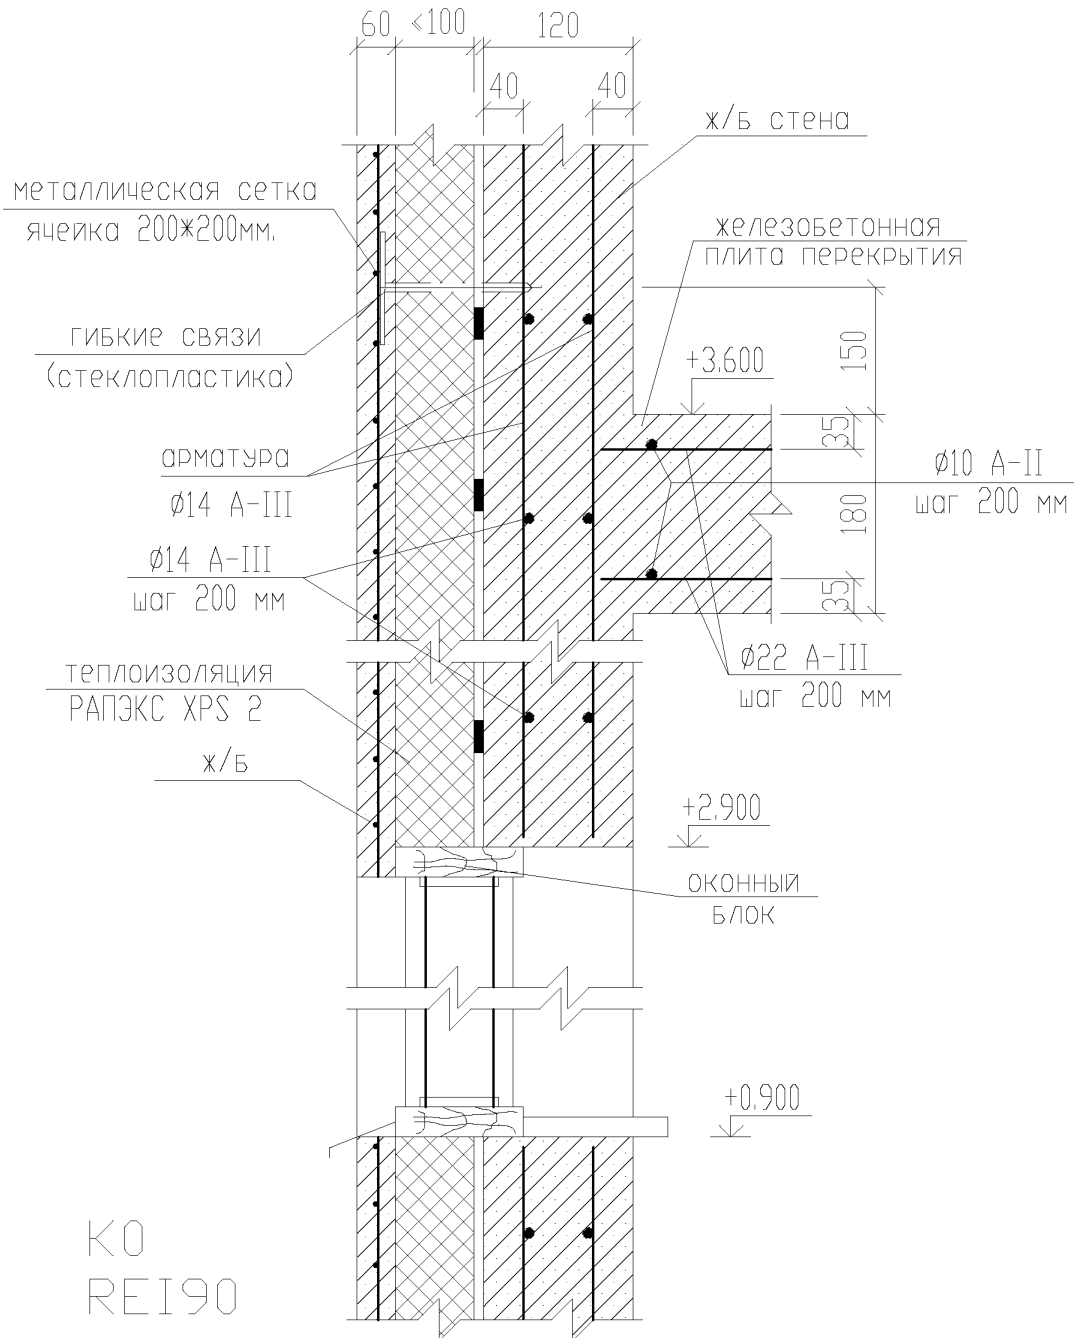 60
≤100
120
40
40
ж/б стена
металлическая сетка
ячейка 200*200мм.
железобетонная
плита перекрытия
гибкие связи
(стеклопластика)
+3.600
150
35
арматура
Ø14 А-III
Ø10 А-II
шаг 200 мм
180
Ø14 А-III
шаг 200 мм
35
Ø22 А-III
шаг 200 мм
теплоизоляция
РАПЭКС XPS 2
ж/б
+2.900
оконный
блок
+0.900
К0
REI90